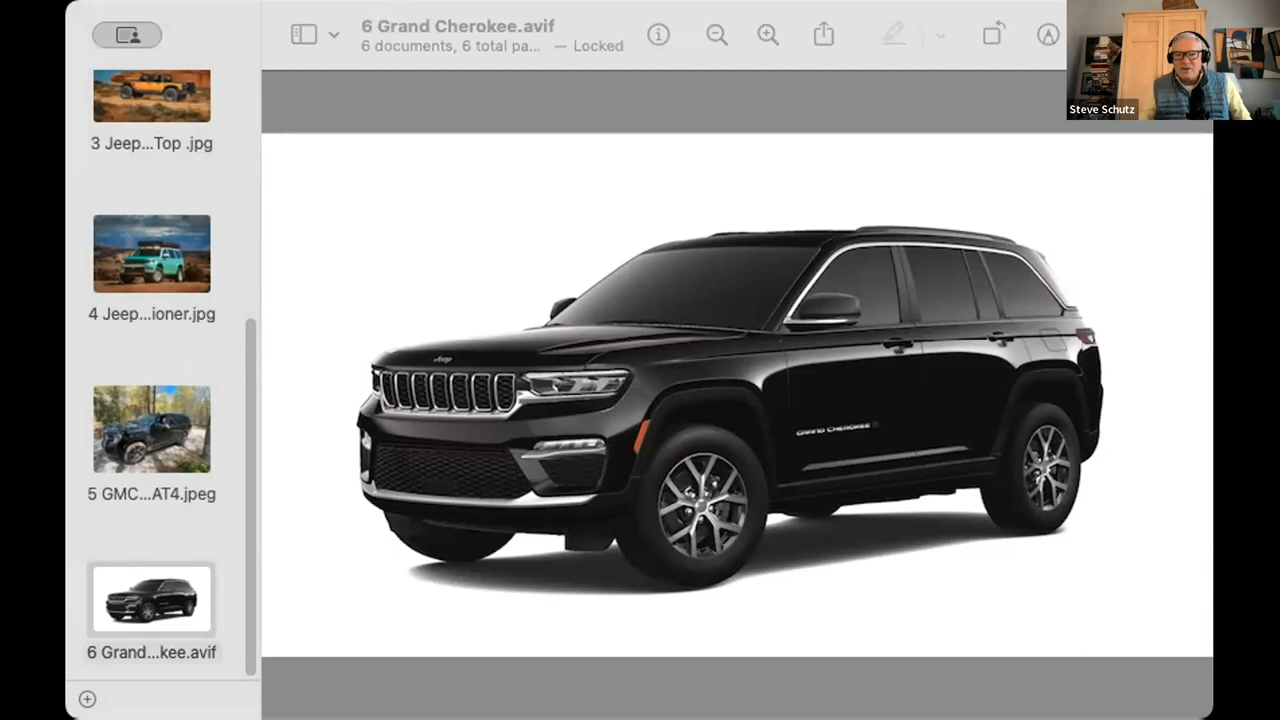 6 Grand Cherokee.avif
6 documents, 6 total pa... — Locked
Steve Schutz
3 Jeep...Top .jpg
4 Jeep...ioner.jpg
5 GMC...AT4.jpeg
6 Grand...kee.avif
Jeep
GRAND CHEROKEE